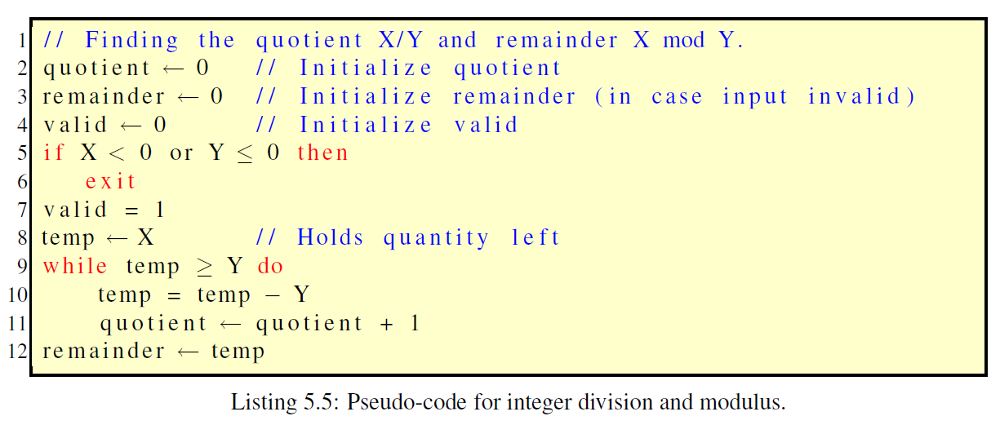 1 // Finding the quotient X/Y and remainder X mod Y.
2 quotient ← 0 // Initialize quotient
3 remainder ← 0 // Initialize remainder (in case input invalid)
4 valid ← 0 // Initialize valid
5 if X < 0 or Y ≤ 0 then
6 exit
7 valid = 1
8 temp ← X // Holds quantity left
9 while temp ≥ Y do
10 temp = temp − Y
11 quotient ← quotient + 1
12 remainder ← temp
Listing 5.5: Pseudo-code for integer division and modulus.